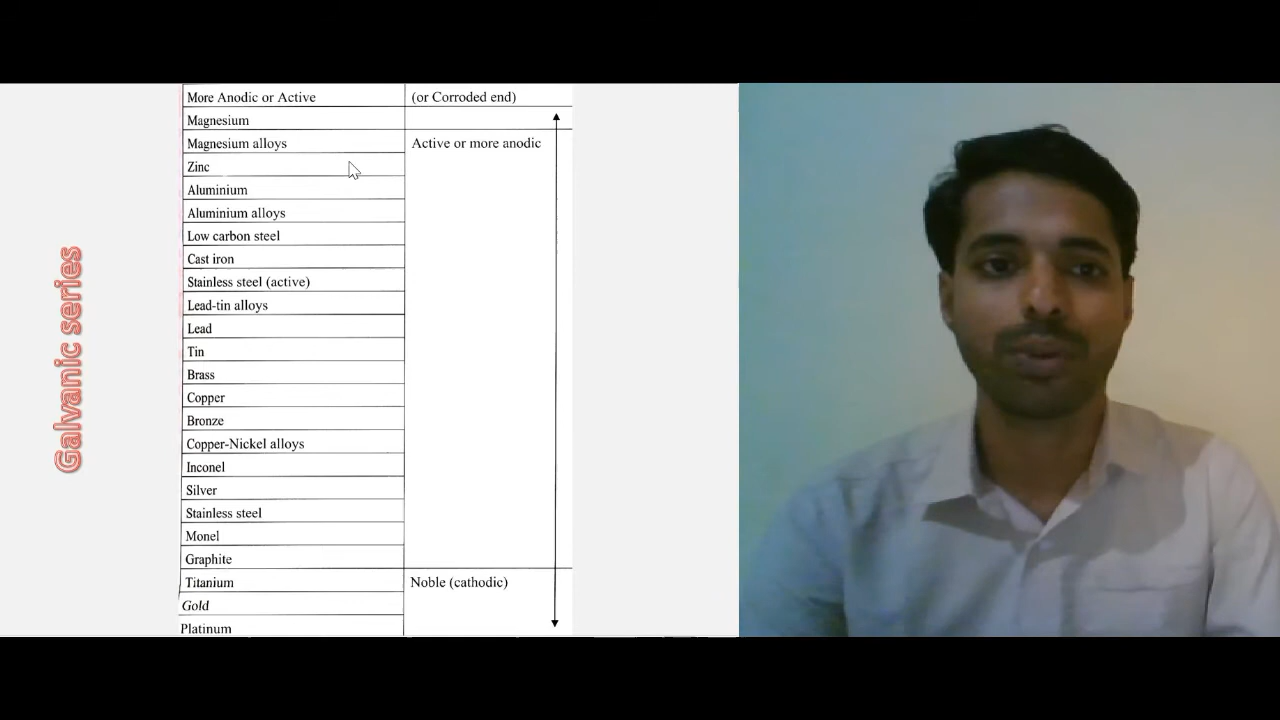 Galvanic series
More Anodic or Active (or Corroded end)
Magnesium
Magnesium alloys Active or more anodic
Zinc
Aluminium
Aluminium alloys
Low carbon steel
Cast iron
Stainless steel (active)
Lead-tin alloys
Lead
Tin
Brass
Copper
Bronze
Copper-Nickel alloys
Inconel
Silver
Stainless steel
Monel
Graphite
Titanium Noble (cathodic)
Gold
Platinum